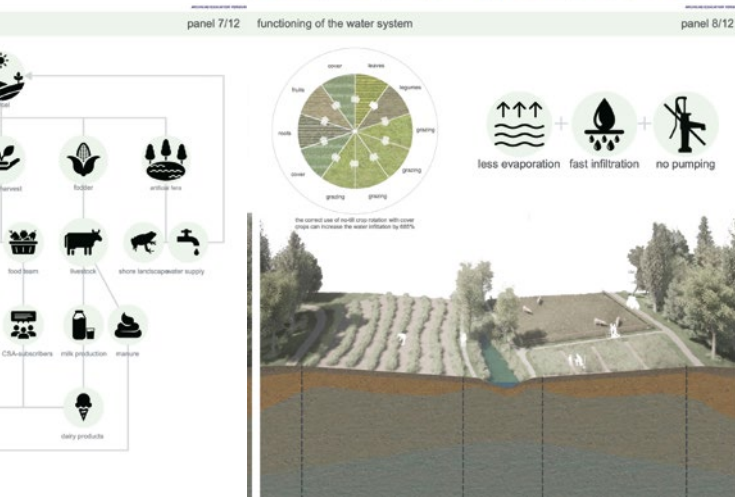 panel 7/12
harvest
fodder
artificial fens
food team
livestock
shore landscape
water supply
CSA-subscribers
milk production
manure
dairy products
functioning of the water system
panel 8/12
cover
leaves
fruits
legumes
roots
grazing
cover
grazing
grazing
grazing
the correct use of no-till crop rotation with cover
crops can increase the water infiltration by
less evaporation
fast infiltration
no pumping